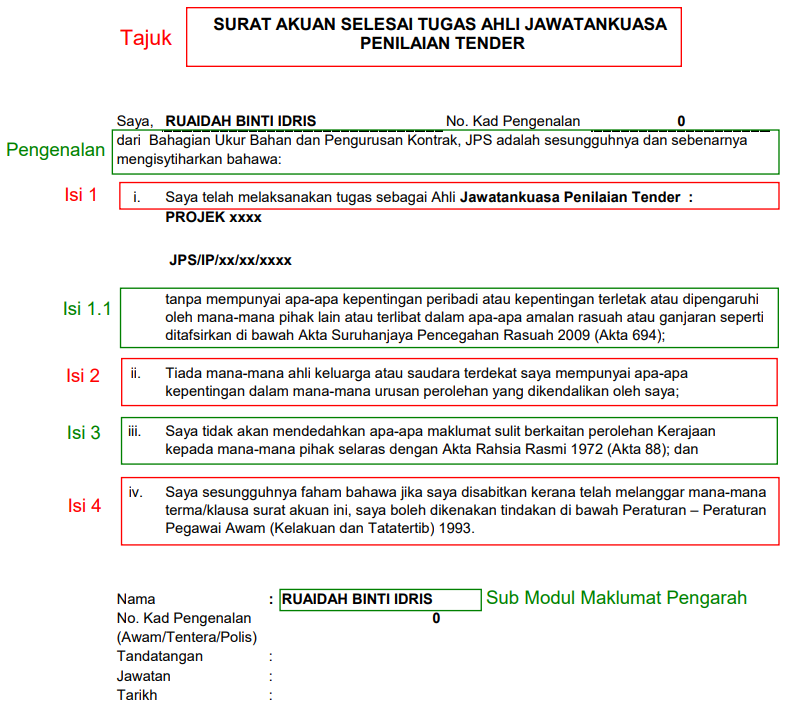 Tajuk
SURAT AKUAN SELESAI TUGAS AHLI JAWATANKUASA
PENILAIAN TENDER
Saya, RUAIDAH BINTI IDRIS No. Kad Pengenalan 0
Pengenalan
dari Bahagian Ukur Bahan dan Pengurusan Kontrak, JPS adalah sesungguhnya dan sebenarnya
mengisytiharkan bahawa:
Isi 1
i. Saya telah melaksanakan tugas sebagai Ahli Jawatankuasa Penilaian Tender :
PROJEK xxxx
JPS/IP/xx/xx/xxxx
Isi 1.1
tanpa mempunyai apa-apa kepentingan peribadi atau kepentingan terletak atau dipengaruhi
oleh mana-mana pihak lain atau terlibat dalam apa-apa amalan rasuah atau ganjaran seperti
ditafsirkan di bawah Akta Suruhanjaya Pencegahan Rasuah 2009 (Akta 694);
Isi 2
ii. Tiada mana-mana ahli keluarga atau saudara terdekat saya mempunyai apa-apa
kepentingan dalam mana-mana urusan perolehan yang dikendalikan oleh saya;
Isi 3
iii. Saya tidak akan mendedahkan apa-apa maklumat sulit berkaitan perolehan Kerajaan
kepada mana-mana pihak selaras dengan Akta Rahsia Rasmi 1972 (Akta 88); dan
Isi 4
iv. Saya sesungguhnya faham bahawa jika saya disabitkan kerana telah melanggar mana-mana
terma/klausa surat akuan ini, saya boleh dikenakan tindakan di bawah Peraturan – Peraturan
Pegawai Awam (Kelakuan dan Tatatertib) 1993.
Nama : RUAIDAH BINTI IDRIS Sub Modul Maklumat Pengarah
No. Kad Pengenalan 0
(Awam/Tentera/Polis)
Tandatangan :
Jawatan :
Tarikh :